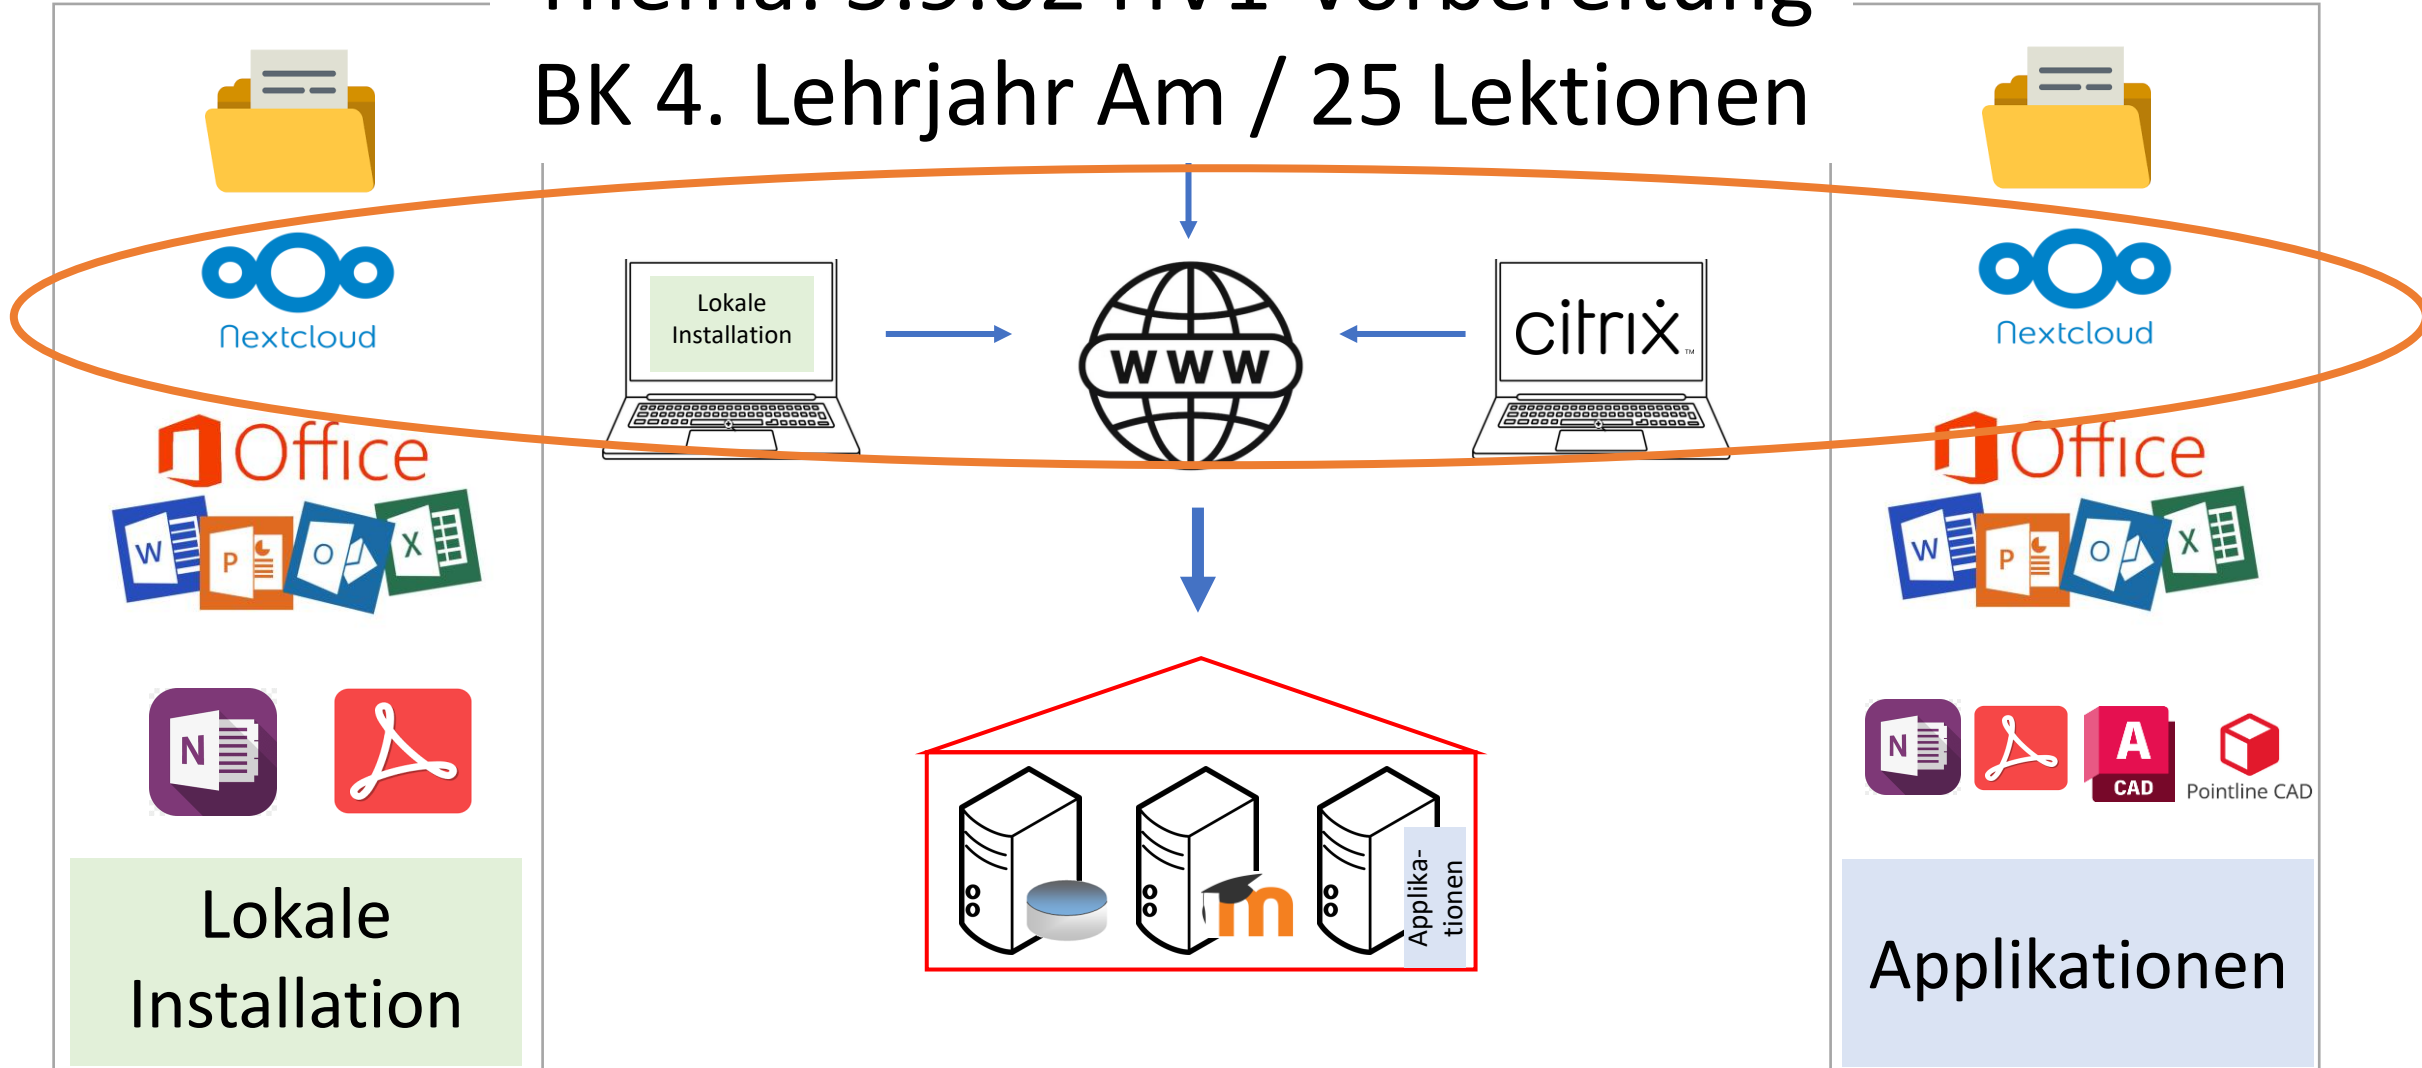 BK 4. Lehrjahr Am / 25 Lektionen
Nextcloud
Office
W
P
O
X
N
Lokale
Installation
Lokale
Installation
WWW
citrix
TM
Applika-
tionen
Nextcloud
Office
W
P
O
X
N
A
CAD
Pointline CAD
Applikationen